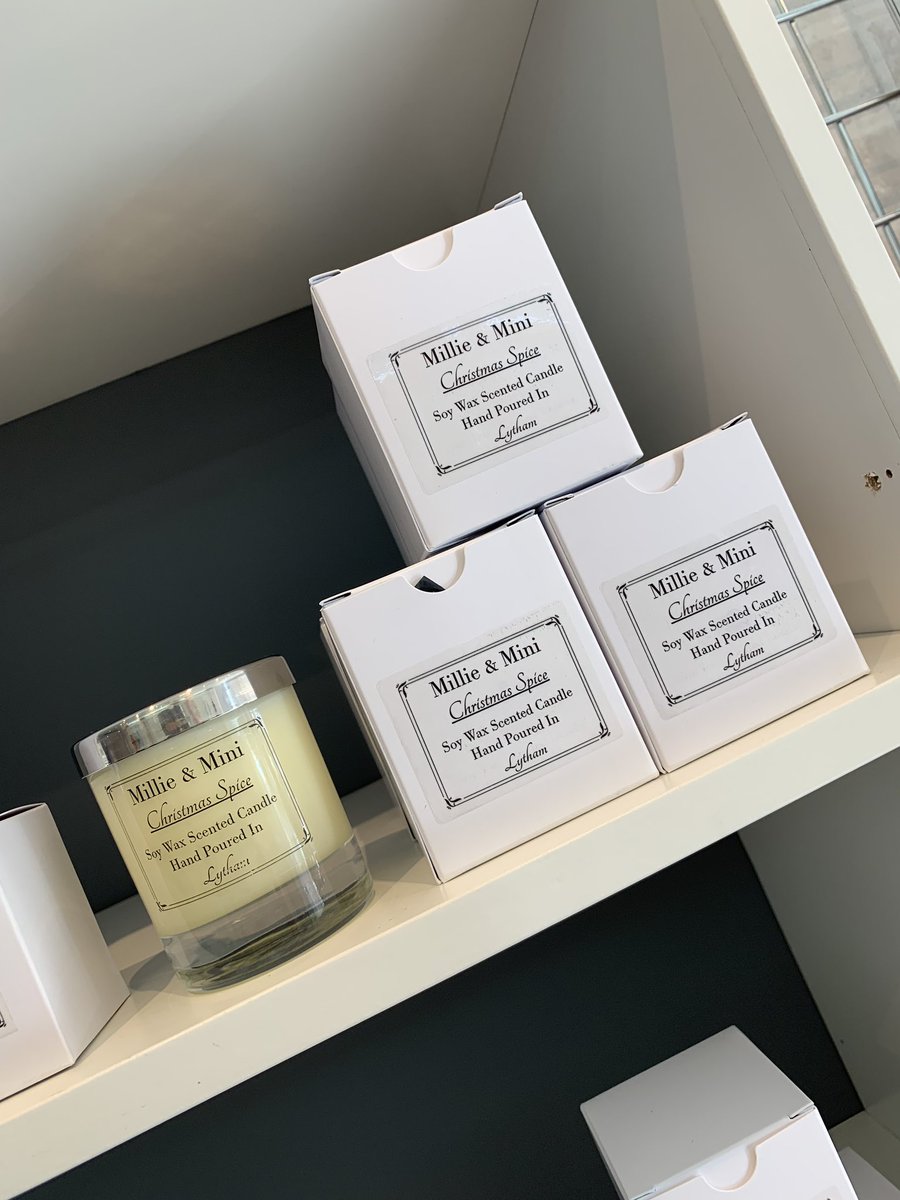 Millie & Mini
Christmas Spice
Soy Wax Scented Candle
Hand Poured In
Lytham
Millie & Mini
Christmas Spice
Soy Wax Scented Candle
Hand Poured In
Lytham
Millie & Mini
Christmas Spice
Soy Wax Scented Candle
Hand Poured In
Lytham
Millie & Mini
Christmas Spice
Soy Wax Scented Candle
Hand Poured In
Lytham